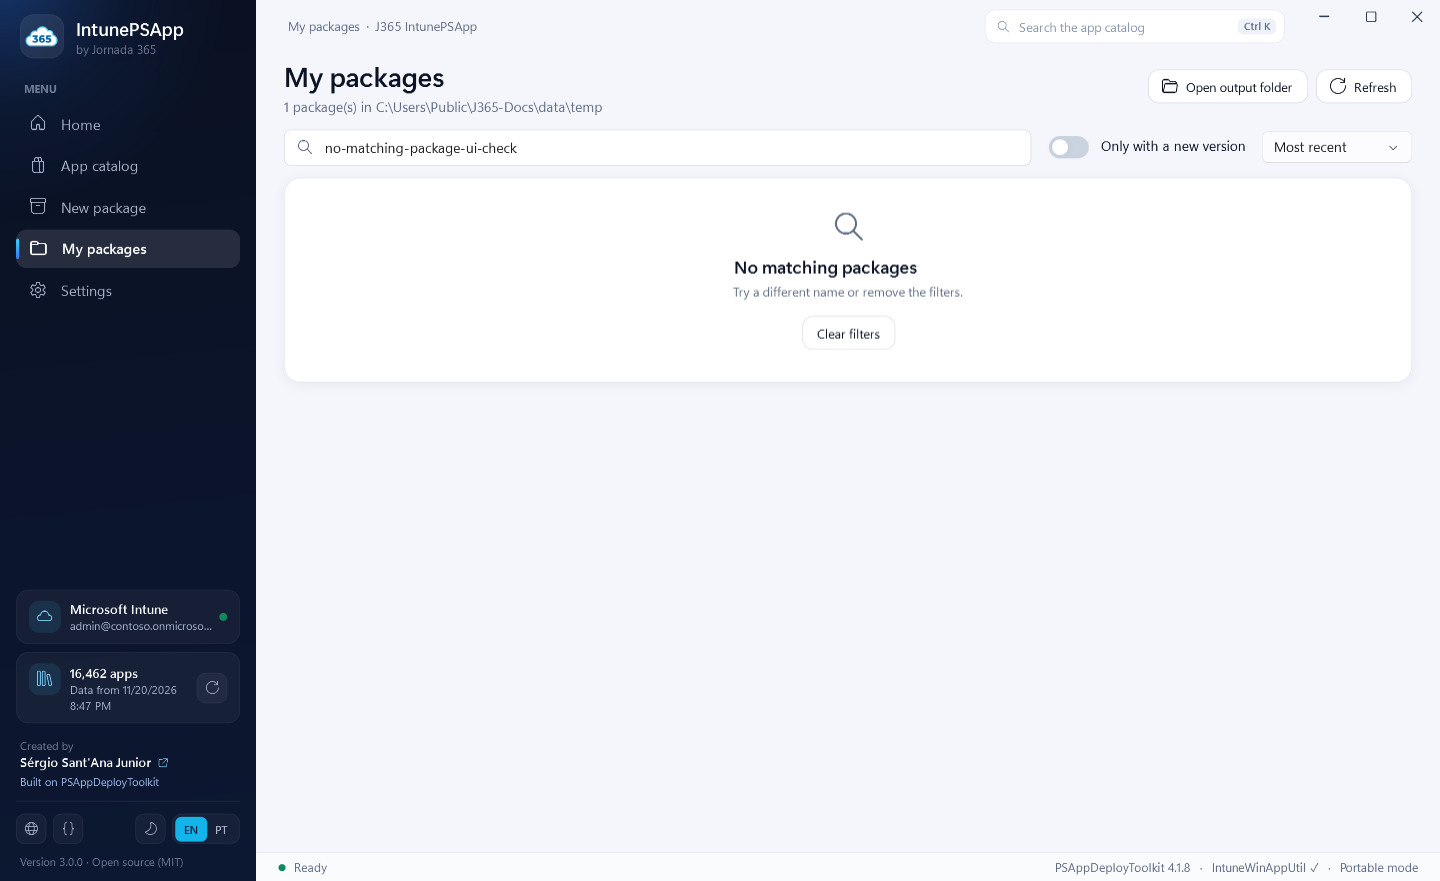 IntunePSApp
by Jornada 365
365
MENU
Home
App catalog
New package
My packages
Settings
Microsoft Intune
admin@contoso.onmicroso...
16,462 apps
Data from 11/20/2026
8:47 PM
Created by
Sérgio Sant'Ana Junior
Built on PSAppDeployToolkit
{}
EN PT
Version 3.0.0 · Open source (MIT)
My packages · J365 IntunePSApp
Search the app catalog Ctrl K
My packages
1 package(s) in C:\Users\Public\J365-Docs\data\temp
Open output folder
Refresh
no-matching-package-ui-check
Only with a new version
Most recent
No matching packages
Try a different name or remove the filters.
Clear filters
Ready
PSAppDeployToolkit 4.1.8 · IntuneWinAppUtil ✓ · Portable mode